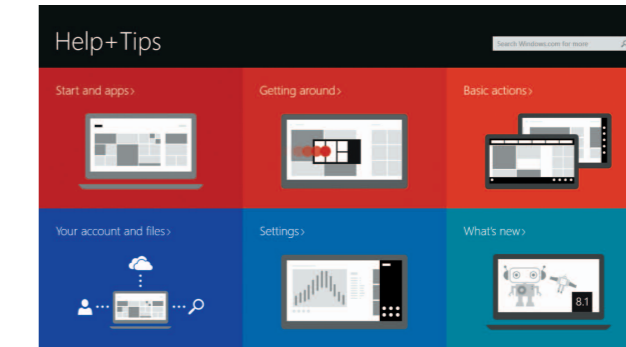 Help+Tips
Search Windows.com for more
Start and apps>
Getting around>
Basic actions>
Your account and files>
Settings>
What's new>
8.1